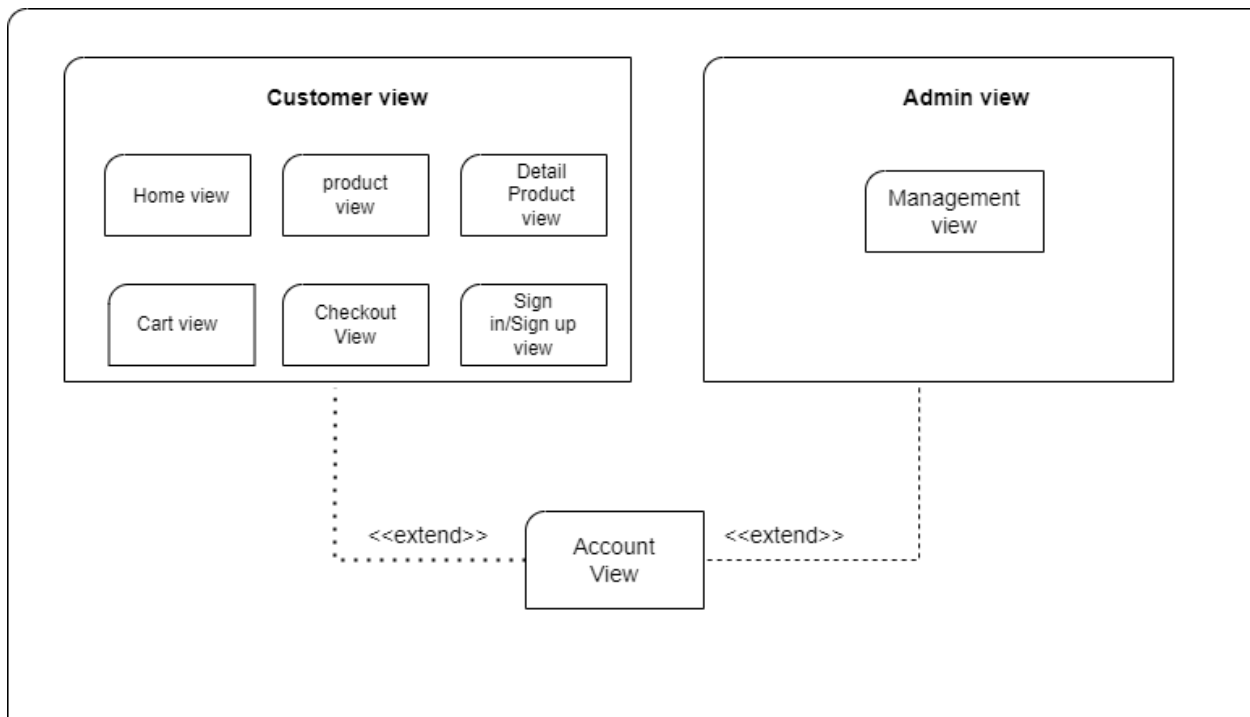 Customer view
Admin view
Home view
product
view
Detail
Product
view
Management
view
Cart view
Checkout
View
Sign
in/Sign up
view
<<extend>>
Account
View
<<extend>>